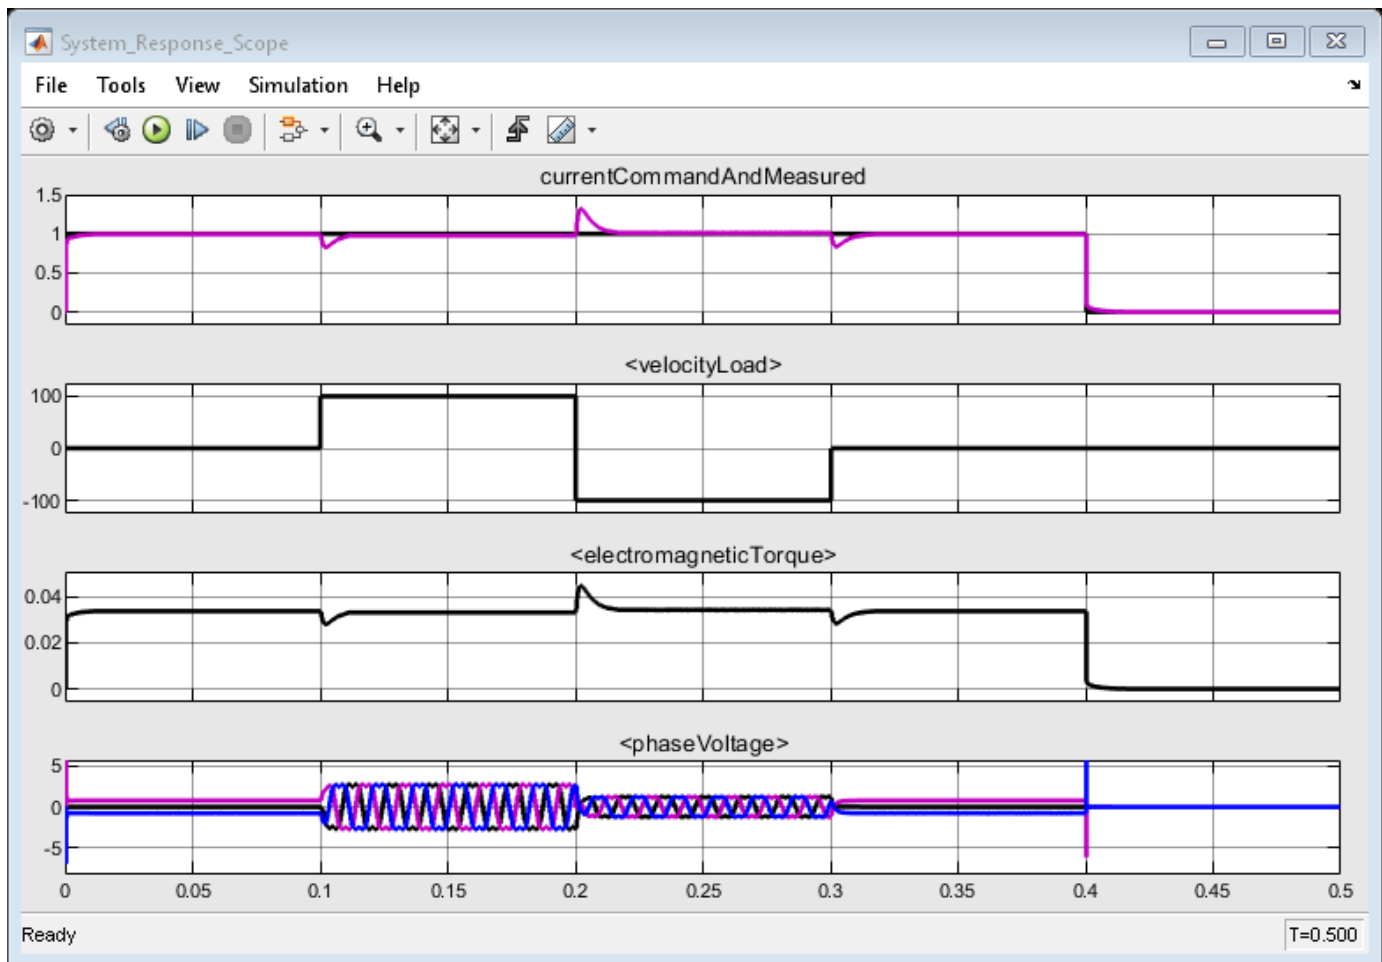 System_Response_Scope
File Tools View Simulation Help
currentCommandAndMeasured
1.5
1
0.5
0
<velocityLoad>
100
0
-100
<electromagneticTorque>
0.04
0.02
0
<phaseVoltage>
5
0
-5
0 0.05 0.1 0.15 0.2 0.25 0.3 0.35 0.4 0.45 0.5
Ready T=0.500